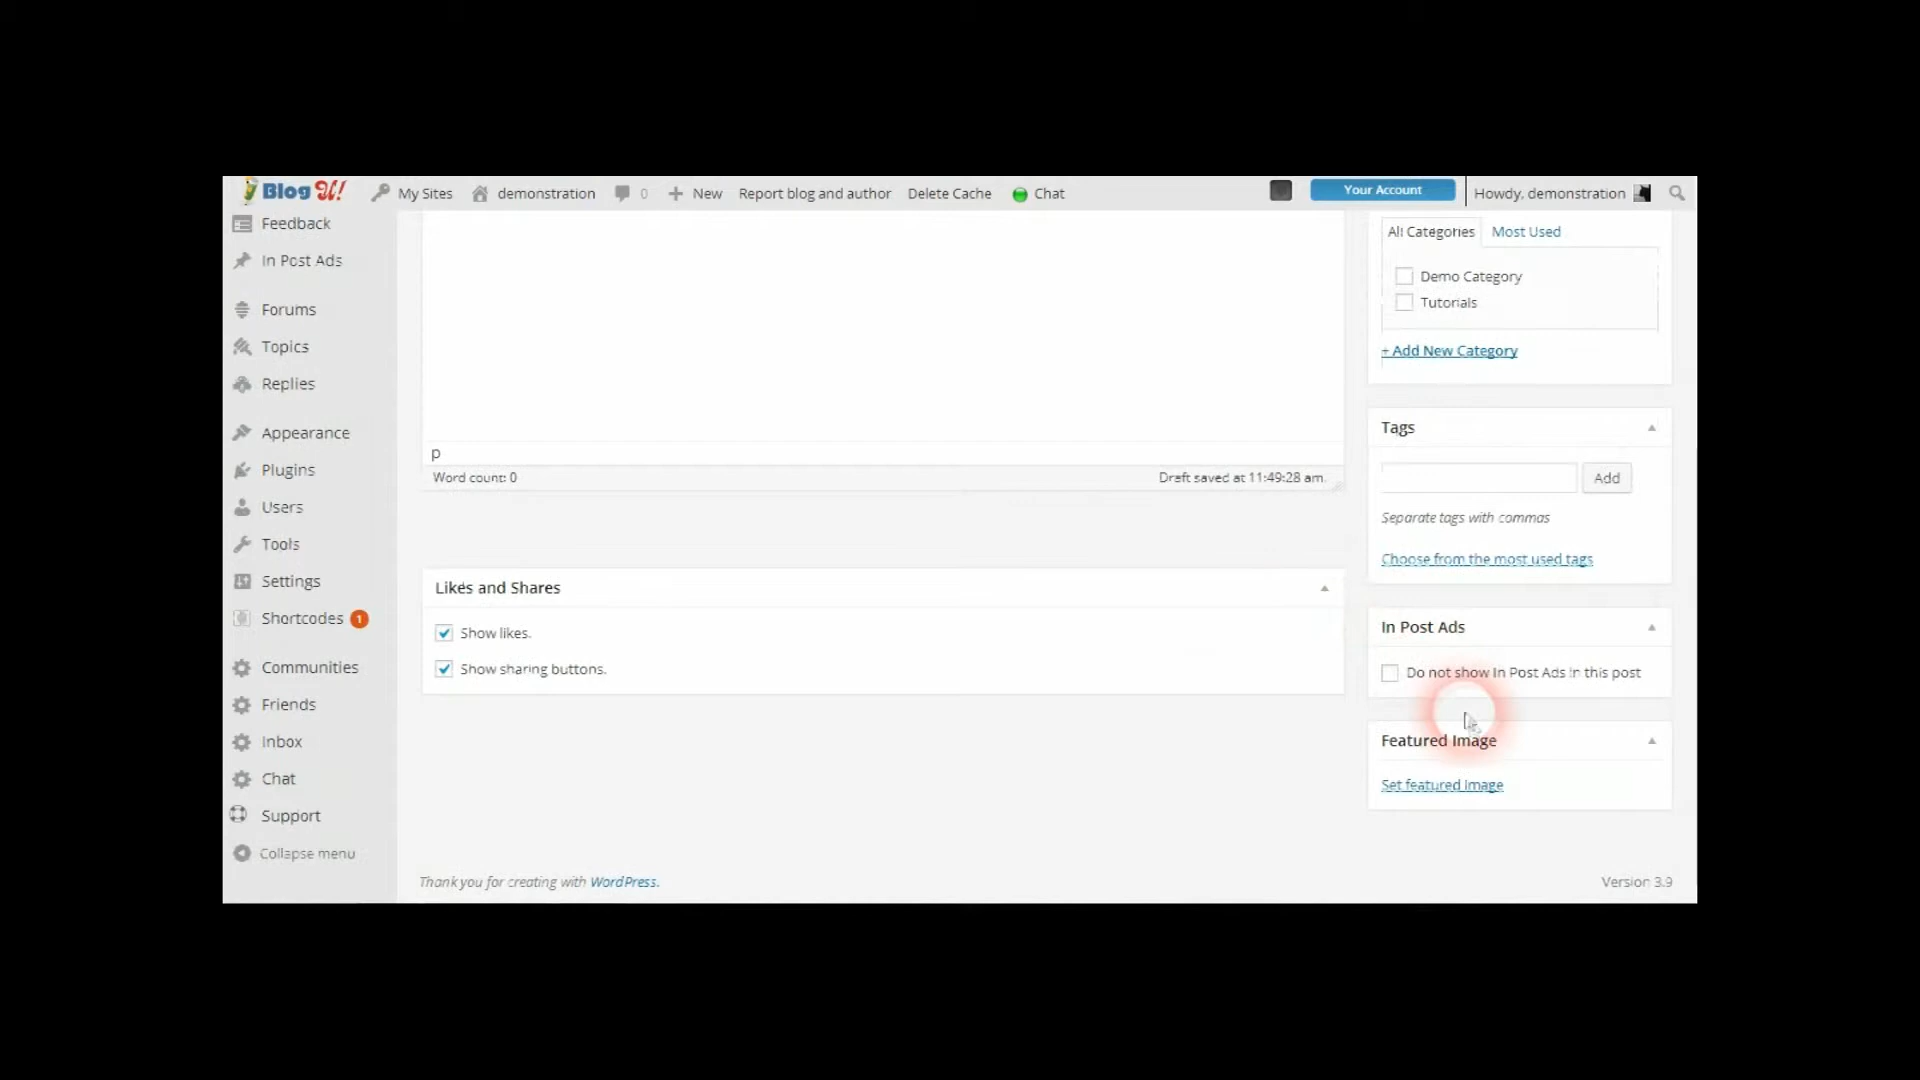 Blog U! My Sites demonstration 0 New Report blog and author Delete Cache Chat Your Account Howdy, demonstration
Feedback
In Post Ads
Forums
Topics
Replies
Appearance
Plugins
Users
Tools
Settings
Shortcodes 1
Communities
Friends
Inbox
Chat
Support
Collapse menu
p
Word count: 0 Draft saved at 11:49:28 am.
Likes and Shares
Show likes.
Show sharing buttons.
All Categories Most Used
Demo Category
Tutorials
+ Add New Category
Tags
Add
Separate tags with commas
Choose from the most used tags
In Post Ads
Do not show In Post Ads in this post
Featured Image
Set featured image
Thank you for creating with WordPress. Version 3.9